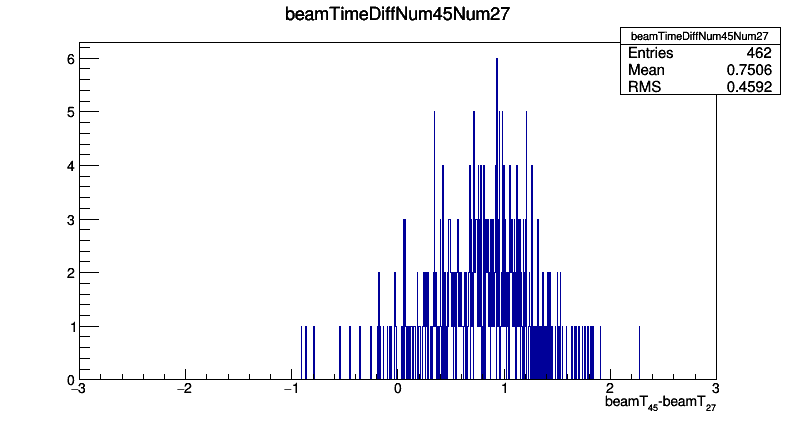 beamTimeDiffNum45Num27
beamTimeDiffNum45Num27
Entries 462
Mean 0.7506
RMS 0.4592
6
5
4
3
2
1
0
−3 −2 −1 0 1 2 3
beamT45-beamT27